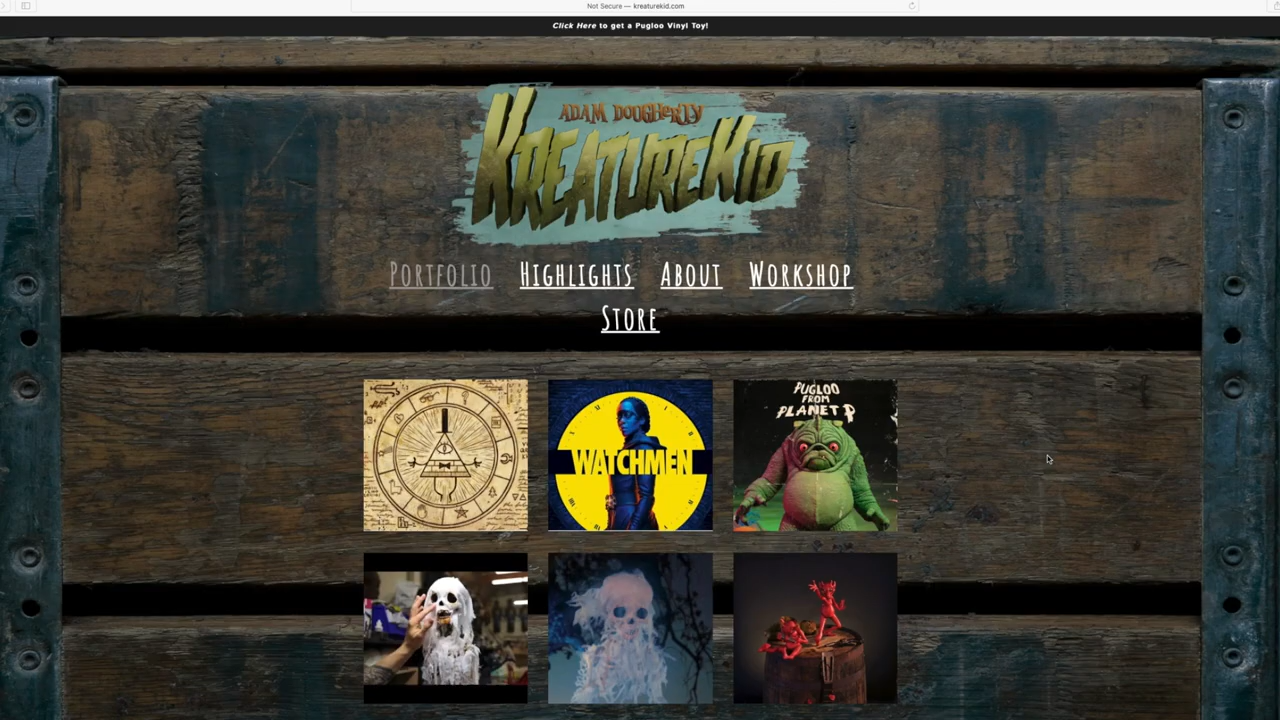 Not Secure — kreaturekid.com
Click Here to get a Pugloo Vinyl Toy!
ADAM DOUGHERTY
KREATUREKID
PORTFOLIO HIGHLIGHTS ABOUT WORKSHOP
STORE
WATCHMEN
PUGLOO
FROM
PLANET P